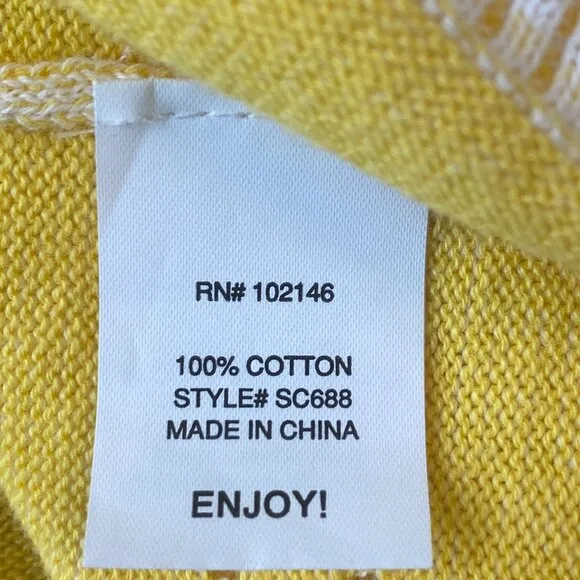 RN# 102146
100% COTTON
STYLE# SC688
MADE IN CHINA
ENJOY!